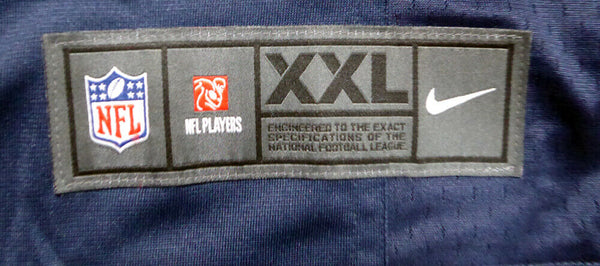 NFL
NFL PLAYERS
XXL
ENGINEERED TO THE EXACT
SPECIFICATIONS OF THE
NATIONAL FOOTBALL LEAGUE.